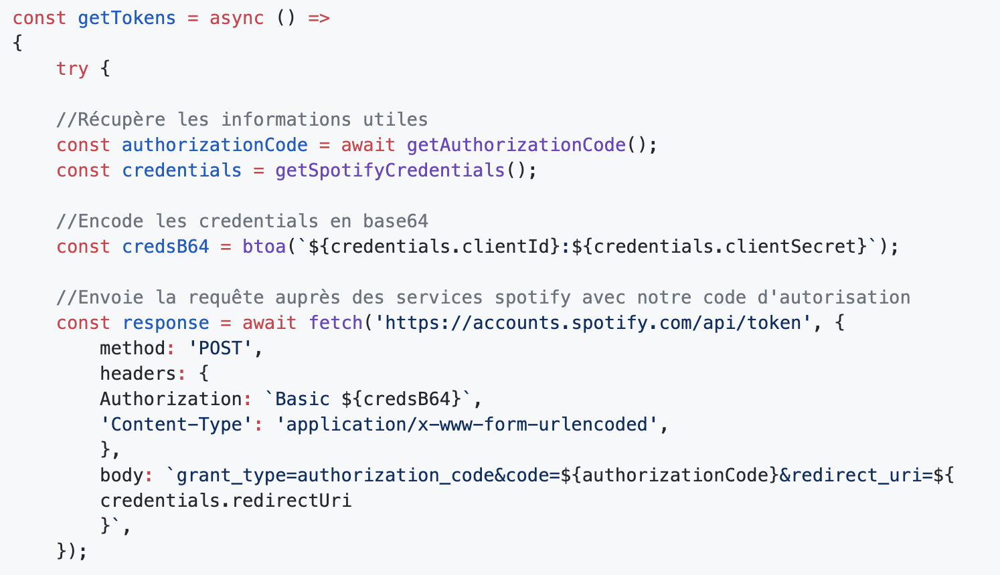 const getTokens = async () =>
{
    try {

    //Récupère les informations utiles
    const authorizationCode = await getAuthorizationCode();
    const credentials = getSpotifyCredentials();

    //Encode les credentials en base64
    const credsB64 = btoa(`${credentials.clientId}:${credentials.clientSecret}`);

    //Envoie la requête auprès des services spotify avec notre code d'autorisation
    const response = await fetch('https://accounts.spotify.com/api/token', {
        method: 'POST',
        headers: {
        Authorization: `Basic ${credsB64}`,
        'Content-Type': 'application/x-www-form-urlencoded',
        },
        body: `grant_type=authorization_code&code=${authorizationCode}&redirect_uri=${
        credentials.redirectUri
        }`,
    });